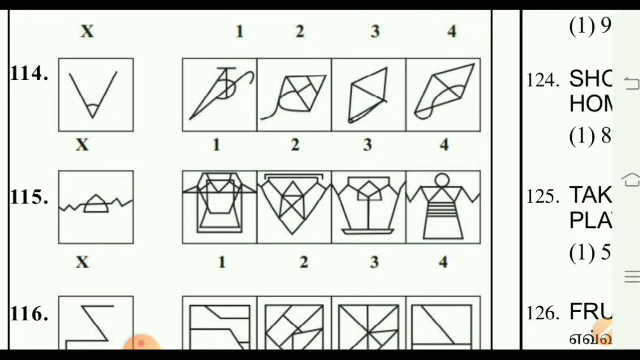 X 1 2 3 4
114.
X 1 2 3 4
115.
X 1 2 3 4
116.
(1) 9
124. SHO
HOM
(1) 8
125. TAK
PLA
(1) 5
126. FRU
எவ்வ